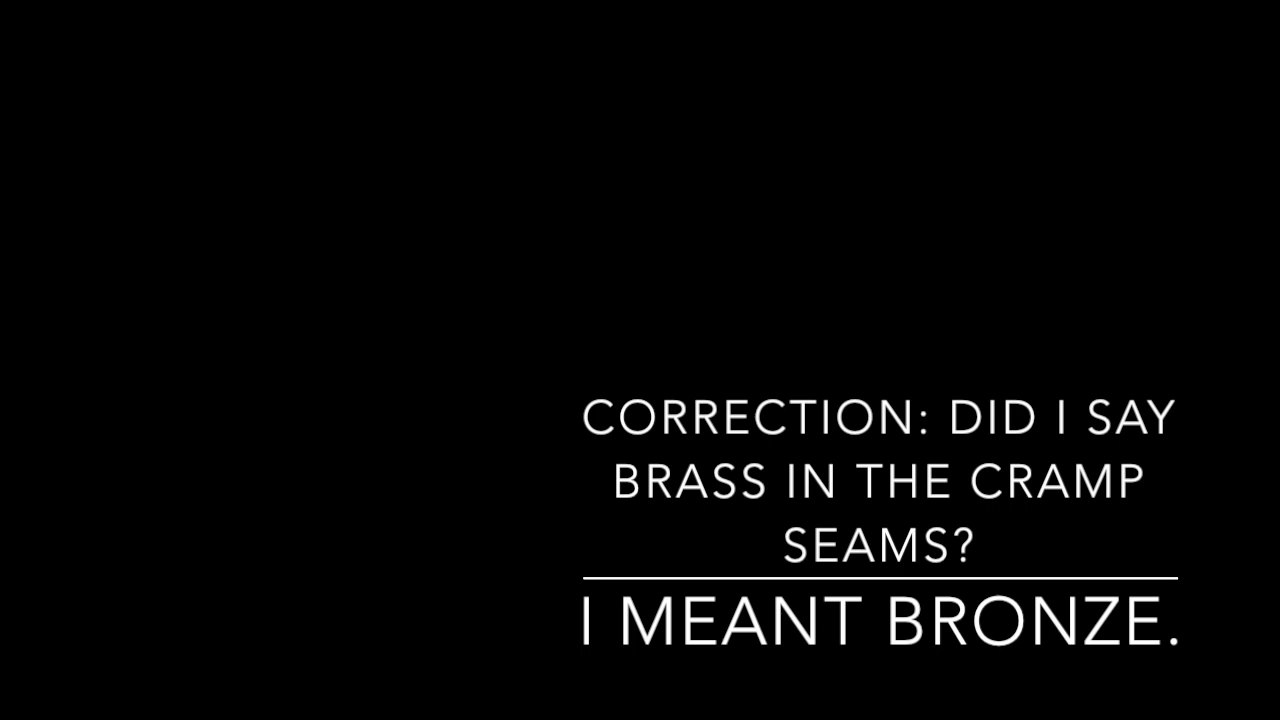 CORRECTION: DID I SAY
BRASS IN THE CRAMP
SEAMS?
I MEANT BRONZE.